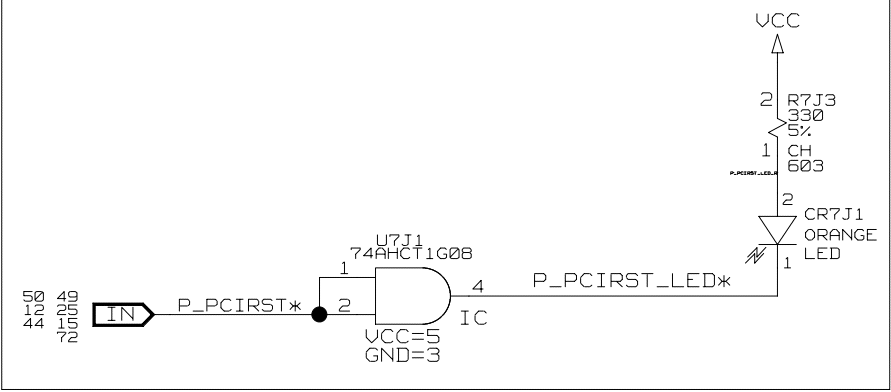 VCC
2 R7J3
330
5%
1 CH
603
P_PCIRST_LED_R
2
CR7J1
ORANGE
LED
1
U7J1
74AHCT1G08
1
4
P_PCIRST_LED*
50 49
12 25
44 15
72
IN
P_PCIRST*
2
IC
VCC=5
GND=3